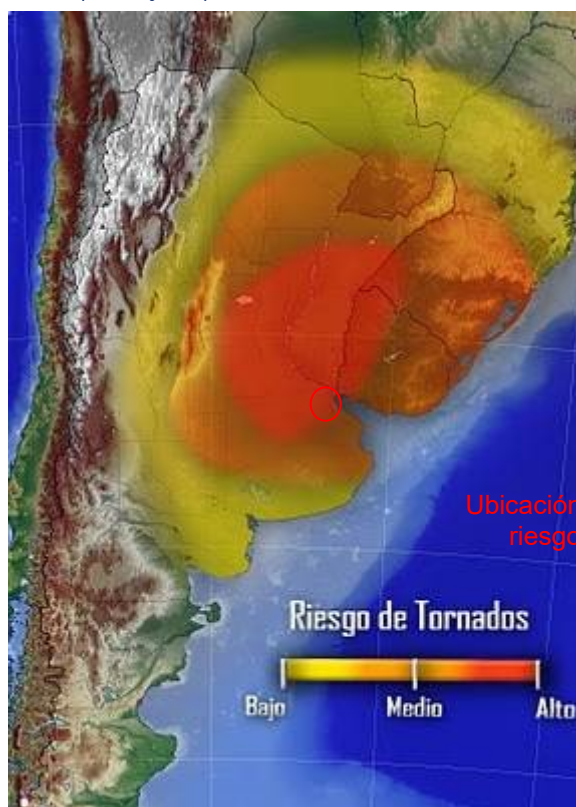 Ubicación
riesgo
Riesgo de Tornados
Bajo
Medio
Alto